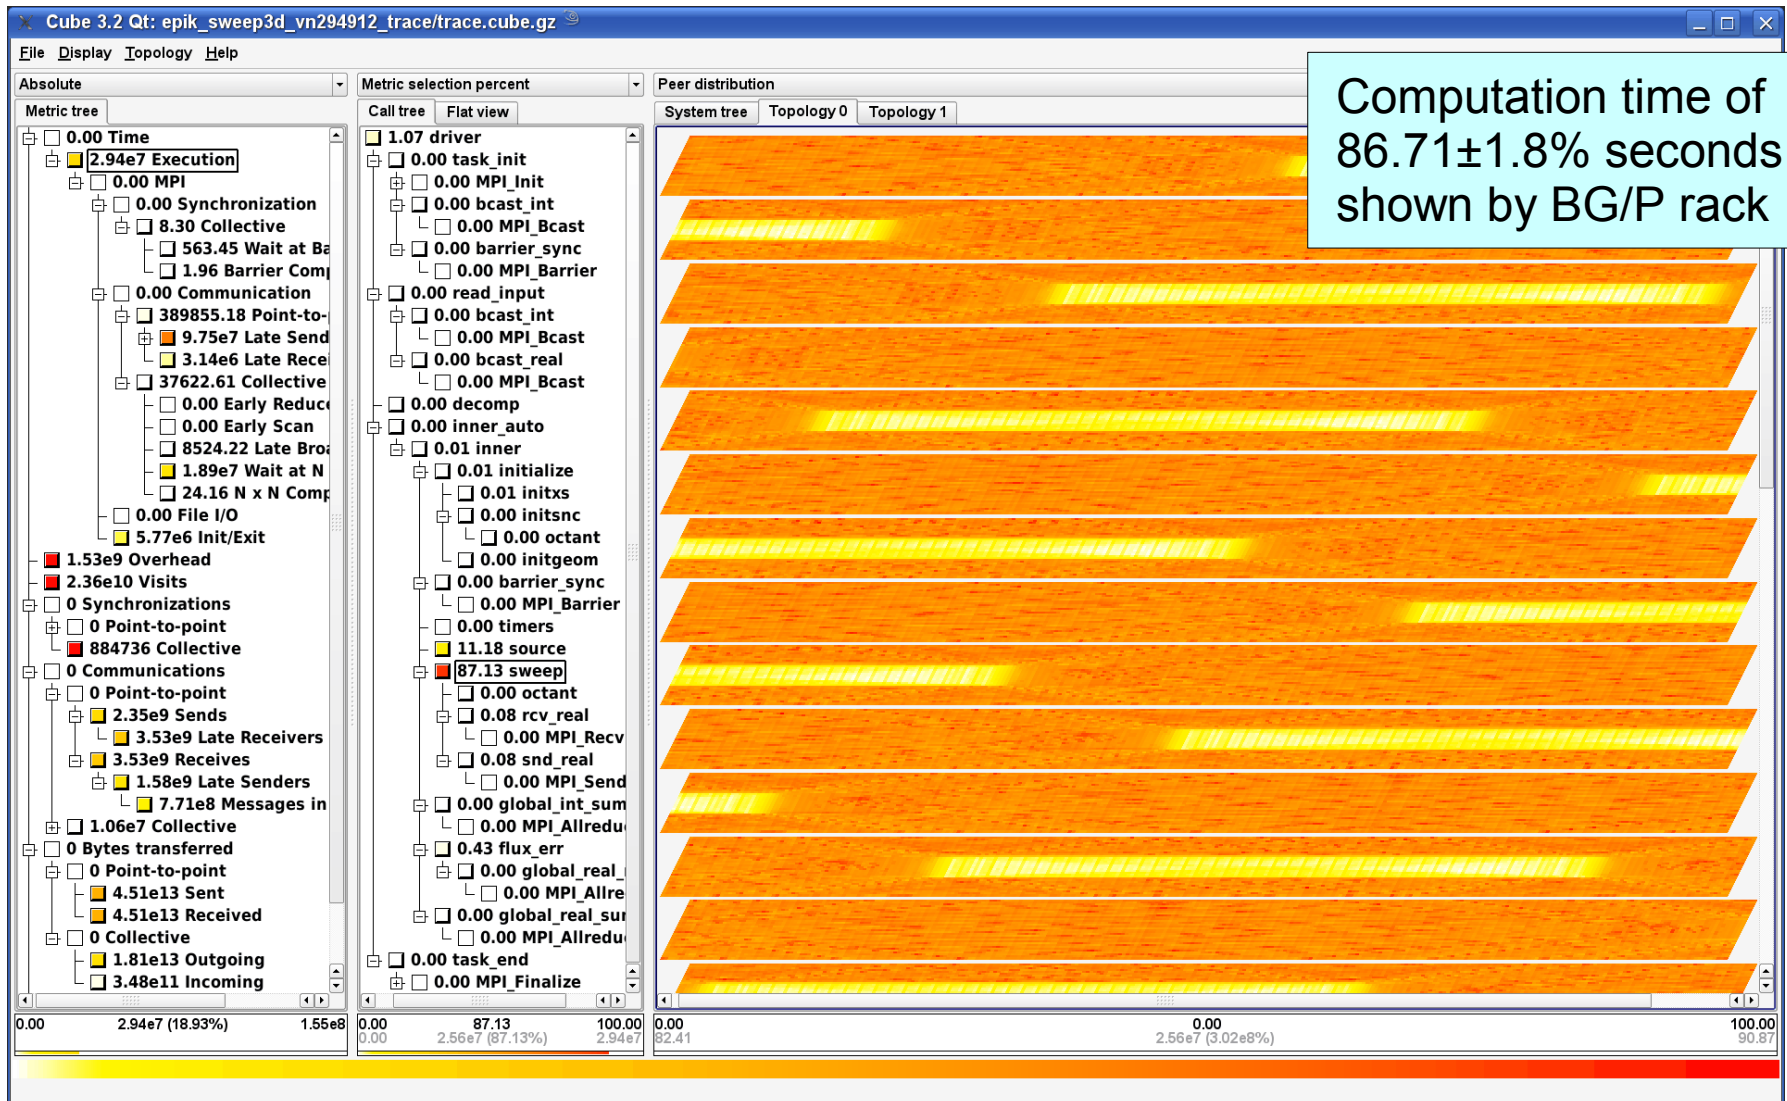 Cube 3.2 Qt: epik_sweep3d_vn294912_trace/trace.cube.gz
File Display Topology Help
Absolute
Metric tree
0.00 Time
2.94e7 Execution
0.00 MPI
0.00 Synchronization
8.30 Collective
563.45 Wait at Ba
1.96 Barrier Comp
0.00 Communication
389855.18 Point-to-p
9.75e7 Late Send
3.14e6 Late Recei
37622.61 Collective
0.00 Early Reduce
0.00 Early Scan
8524.22 Late Broa
1.89e7 Wait at N
24.16 N x N Comp
0.00 File I/O
5.77e6 Init/Exit
1.53e9 Overhead
2.36e10 Visits
0 Synchronizations
0 Point-to-point
884736 Collective
0 Communications
0 Point-to-point
2.35e9 Sends
3.53e9 Late Receivers
3.53e9 Receives
1.58e9 Late Senders
7.71e8 Messages in
1.06e7 Collective
0 Bytes transferred
0 Point-to-point
4.51e13 Sent
4.51e13 Received
0 Collective
1.81e13 Outgoing
3.48e11 Incoming
0.00 2.94e7 (18.93%) 1.55e8
Metric selection percent
Call tree Flat view
1.07 driver
0.00 task_init
0.00 MPI_Init
0.00 bcast_int
0.00 MPI_Bcast
0.00 barrier_sync
0.00 MPI_Barrier
0.00 read_input
0.00 bcast_int
0.00 MPI_Bcast
0.00 bcast_real
0.00 MPI_Bcast
0.00 decomp
0.00 inner_auto
0.01 inner
0.01 initialize
0.01 initxs
0.00 initsnc
0.00 octant
0.00 initgeom
0.00 barrier_sync
0.00 MPI_Barrier
0.00 timers
11.18 source
87.13 sweep
0.00 octant
0.08 rcv_real
0.00 MPI_Recv
0.08 snd_real
0.00 MPI_Send
0.00 global_int_sum
0.00 MPI_Allredu
0.43 flux_err
0.00 global_real_
0.00 MPI_Allre
0.00 global_real_sur
0.00 MPI_Allredu
0.00 task_end
0.00 MPI_Finalize
0.00 87.13 100.00
0.00 2.56e7 (87.13%) 2.94e7
Peer distribution
System tree Topology 0 Topology 1
Computation time of
86.71±1.8% seconds
shown by BG/P rack
0.00 0.00 100.00
82.41 2.56e7 (3.02e8%) 90.87